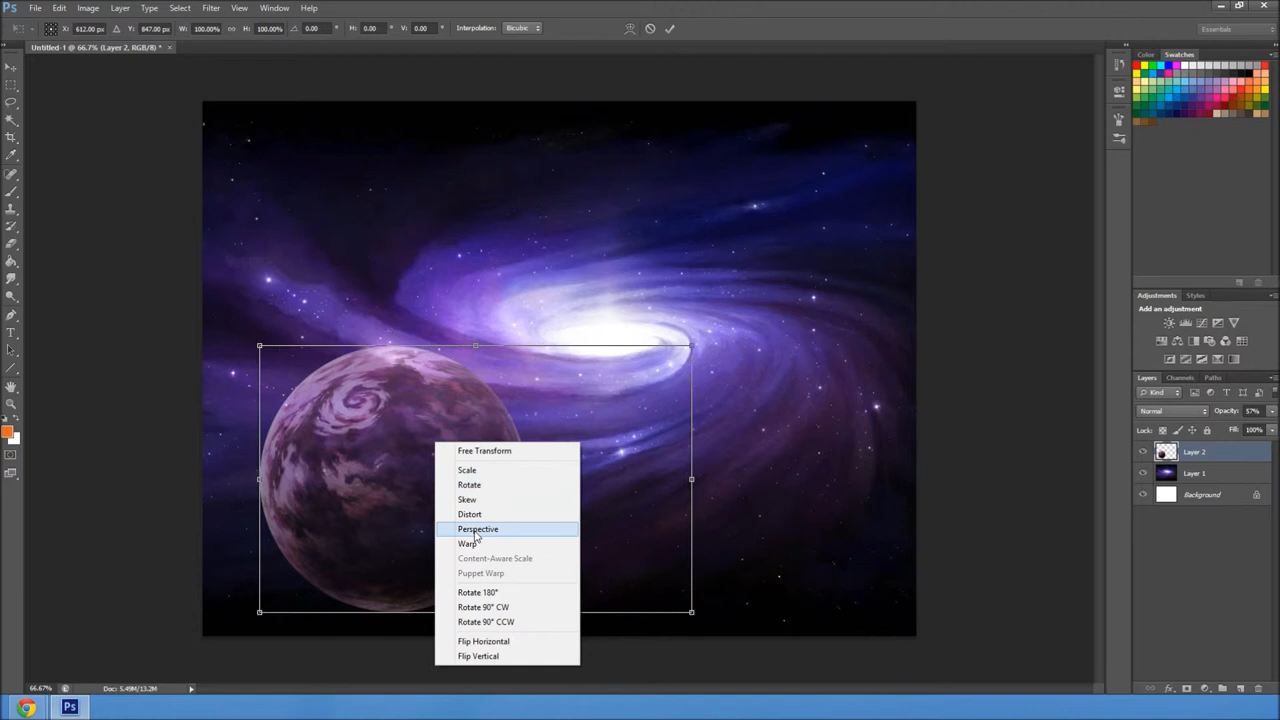 Ps File Edit Image Layer Type Select Filter View Window Help
X: 612.00 px Y: 847.00 px W: 100.00% H: 100.00% 0.00 ° H: 0.00 ° V: 0.00 ° Interpolation: Bicubic Essentials
Untitled-1 @ 66.7% (Layer 2, RGB/8) * ×
Color Swatches
Free Transform
Scale
Rotate
Skew
Distort
Perspective
Warp
Content-Aware Scale
Puppet Warp
Rotate 180°
Rotate 90° CW
Rotate 90° CCW
Flip Horizontal
Flip Vertical
Adjustments Styles
Add an adjustment
Layers Channels Paths
Kind
Normal Opacity: 57%
Lock: Fill: 100%
Layer 2
Layer 1
Background
66.67% Doc: 5.49M/13.2M
Ps